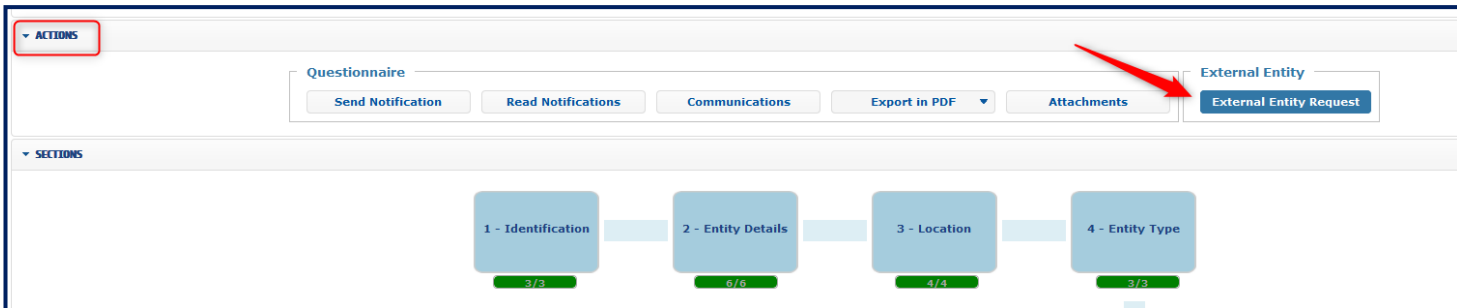 ACTIONS
Questionnaire
External Entity
Send Notification
Read Notifications
Communications
Export in PDF
Attachments
External Entity Request
SECTIONS
1 - Identification
2 - Entity Details
3 - Location
4 - Entity Type
3/3
6/6
4/4
3/3